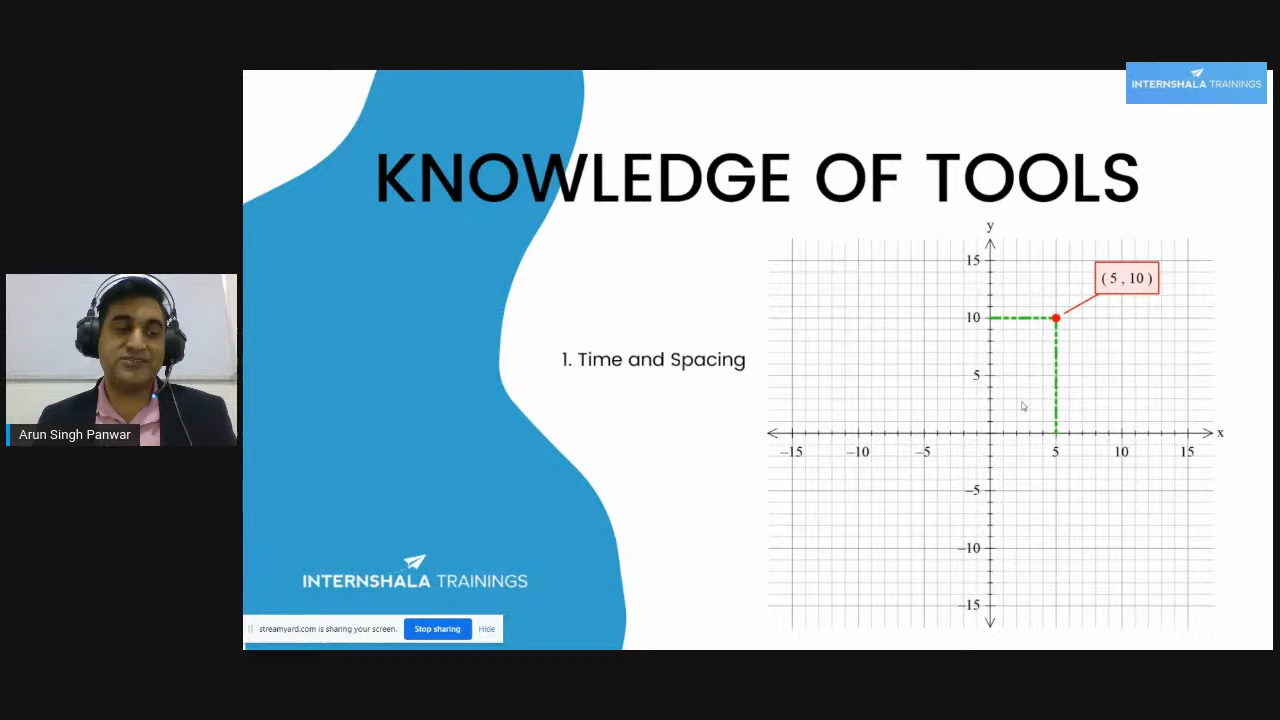 INTERNSHALA TRAININGS
KNOWLEDGE OF TOOLS
y
15
( 5 , 10 )
10
1. Time and Spacing
5
x
−15 −10 −5 5 10 15
−5
−10
−15
Arun Singh Panwar
INTERNSHALA TRAININGS
streamyard.com is sharing your screen. Stop sharing Hide